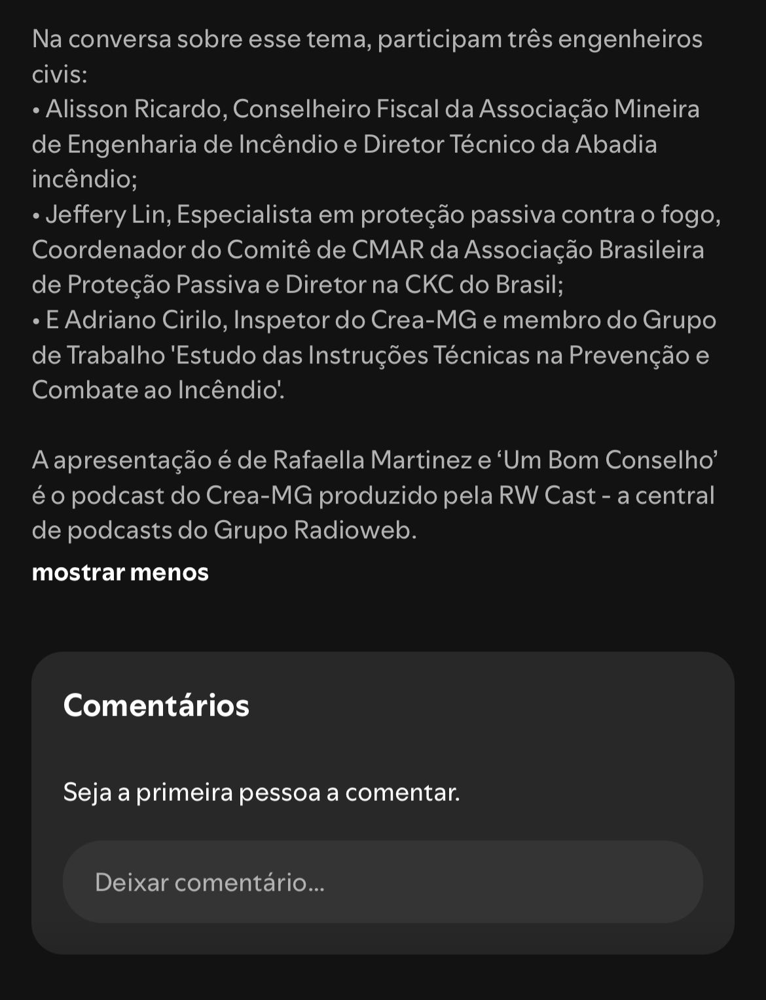 Na conversa sobre esse tema, participam três engenheiros
civis:
• Alisson Ricardo, Conselheiro Fiscal da Associação Mineira
de Engenharia de Incêndio e Diretor Técnico da Abadia
incêndio;
• Jeffery Lin, Especialista em proteção passiva contra o fogo,
Coordenador do Comitê de CMAR da Associação Brasileira
de Proteção Passiva e Diretor na CKC do Brasil;
• E Adriano Cirilo, Inspetor do Crea-MG e membro do Grupo
de Trabalho 'Estudo das Instruções Técnicas na Prevenção e
Combate ao Incêndio'.
A apresentação é de Rafaella Martinez e ‘Um Bom Conselho’
é o podcast do Crea-MG produzido pela RW Cast - a central
de podcasts do Grupo Radioweb.
mostrar menos
Comentários
Seja a primeira pessoa a comentar.
Deixar comentário...